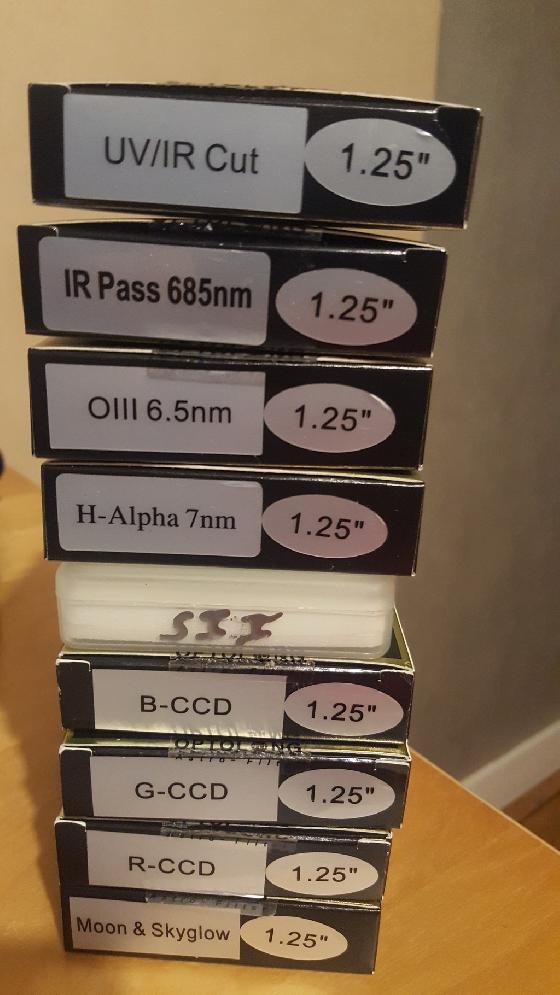 UV/IR Cut 1.25"
IR Pass 685nm 1.25"
OIII 6.5nm 1.25"
H-Alpha 7nm 1.25"
SII
B-CCD 1.25"
OPTOLONG
G-CCD 1.25"
R-CCD 1.25"
Moon & Skyglow 1.25"